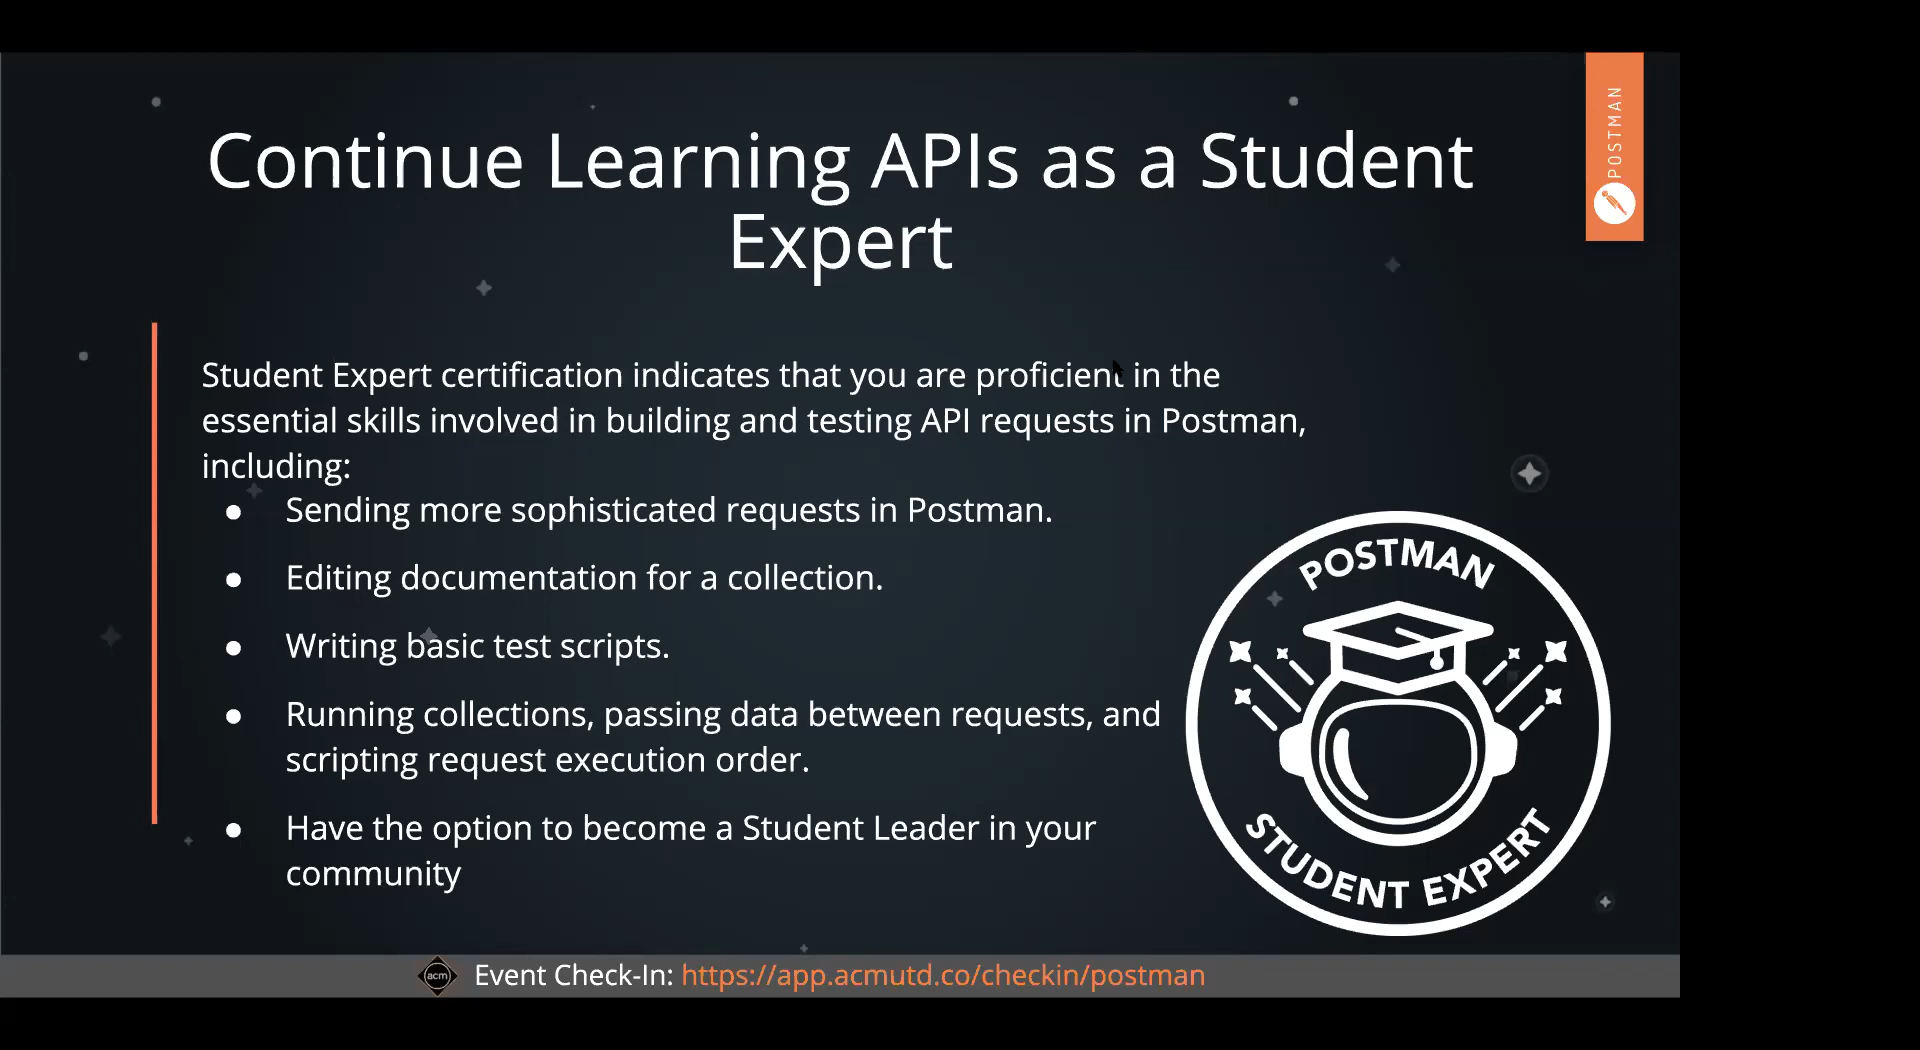 POSTMAN
Continue Learning APIs as a Student
Expert
Student Expert certification indicates that you are proficient in the
essential skills involved in building and testing API requests in Postman,
including:
● Sending more sophisticated requests in Postman.
● Editing documentation for a collection.
● Writing basic test scripts.
● Running collections, passing data between requests, and
scripting request execution order.
● Have the option to become a Student Leader in your
community
POSTMAN
STUDENT EXPERT
acm Event Check-In: https://app.acmutd.co/checkin/postman